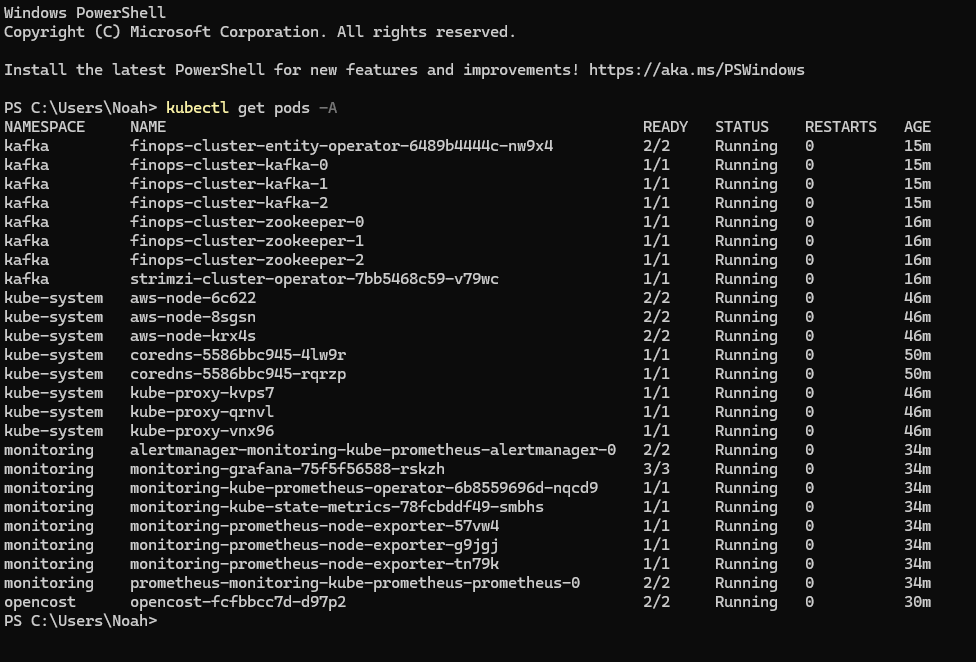 Windows PowerShell
Copyright (C) Microsoft Corporation. All rights reserved.
Install the latest PowerShell for new features and improvements! https://aka.ms/PSWindows
PS C:\Users\Noah> kubectl get pods -A
NAMESPACE     NAME                                                     READY   STATUS    RESTARTS   AGE
kafka         finops-cluster-entity-operator-6489b4444c-nw9x4          2/2     Running   0          15m
kafka         finops-cluster-kafka-0                                   1/1     Running   0          15m
kafka         finops-cluster-kafka-1                                   1/1     Running   0          15m
kafka         finops-cluster-kafka-2                                   1/1     Running   0          15m
kafka         finops-cluster-zookeeper-0                               1/1     Running   0          16m
kafka         finops-cluster-zookeeper-1                               1/1     Running   0          16m
kafka         finops-cluster-zookeeper-2                               1/1     Running   0          16m
kafka         strimzi-cluster-operator-7bb5468c59-v79wc                1/1     Running   0          16m
kube-system   aws-node-6c622                                           2/2     Running   0          46m
kube-system   aws-node-8sgsn                                           2/2     Running   0          46m
kube-system   aws-node-krx4s                                           2/2     Running   0          46m
kube-system   coredns-5586bbc945-4lw9r                                 1/1     Running   0          50m
kube-system   coredns-5586bbc945-rqrzp                                 1/1     Running   0          50m
kube-system   kube-proxy-kvps7                                         1/1     Running   0          46m
kube-system   kube-proxy-qrnvl                                         1/1     Running   0          46m
kube-system   kube-proxy-vnx96                                         1/1     Running   0          46m
monitoring    alertmanager-monitoring-kube-prometheus-alertmanager-0   2/2     Running   0          34m
monitoring    monitoring-grafana-75f5f56588-rskzh                      3/3     Running   0          34m
monitoring    monitoring-kube-prometheus-operator-6b8559696d-nqcd9     1/1     Running   0          34m
monitoring    monitoring-kube-state-metrics-78fcbddf49-smbhs           1/1     Running   0          34m
monitoring    monitoring-prometheus-node-exporter-57vw4                1/1     Running   0          34m
monitoring    monitoring-prometheus-node-exporter-g9jgj                1/1     Running   0          34m
monitoring    monitoring-prometheus-node-exporter-tn79k                1/1     Running   0          34m
monitoring    prometheus-monitoring-kube-prometheus-prometheus-0       2/2     Running   0          34m
opencost      opencost-fcfbbcc7d-d97p2                                 2/2     Running   0          30m
PS C:\Users\Noah>